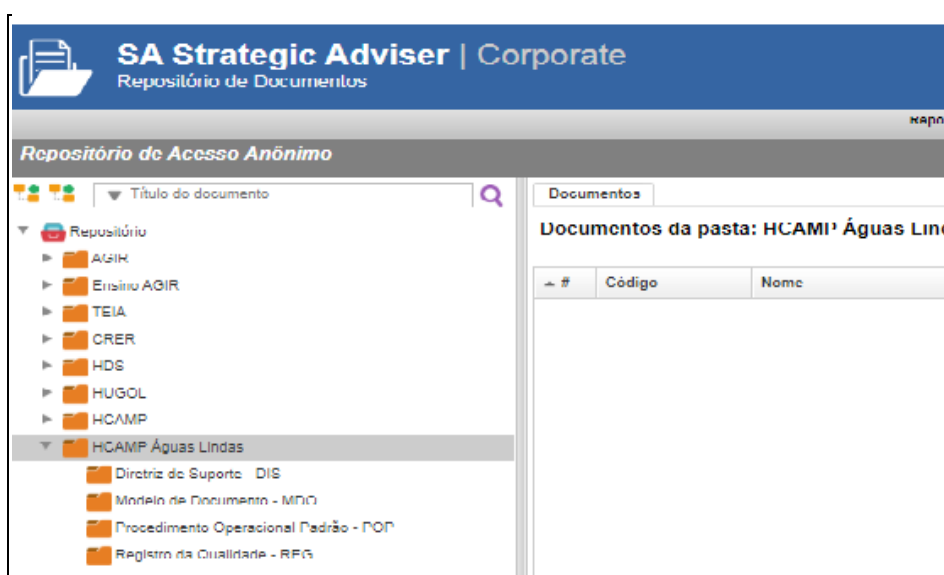 SA Strategic Adviser | Corporate
Repositório de Documentos
Repo
Repositório de Acesso Anônimo
Título do documento
Repositório
AGIR
Ensino AGIR
TEIA
CRER
HDS
HUGOL
HCAMP
HCAMP Águas Lindas
Diretriz de Suporte - DIS
Modelo de Documento - MDO
Procedimento Operacional Padrão - POP
Registro da Qualidade - REG
Documentos
Documentos da pasta: HCAMP Águas Lin
# Código Nome